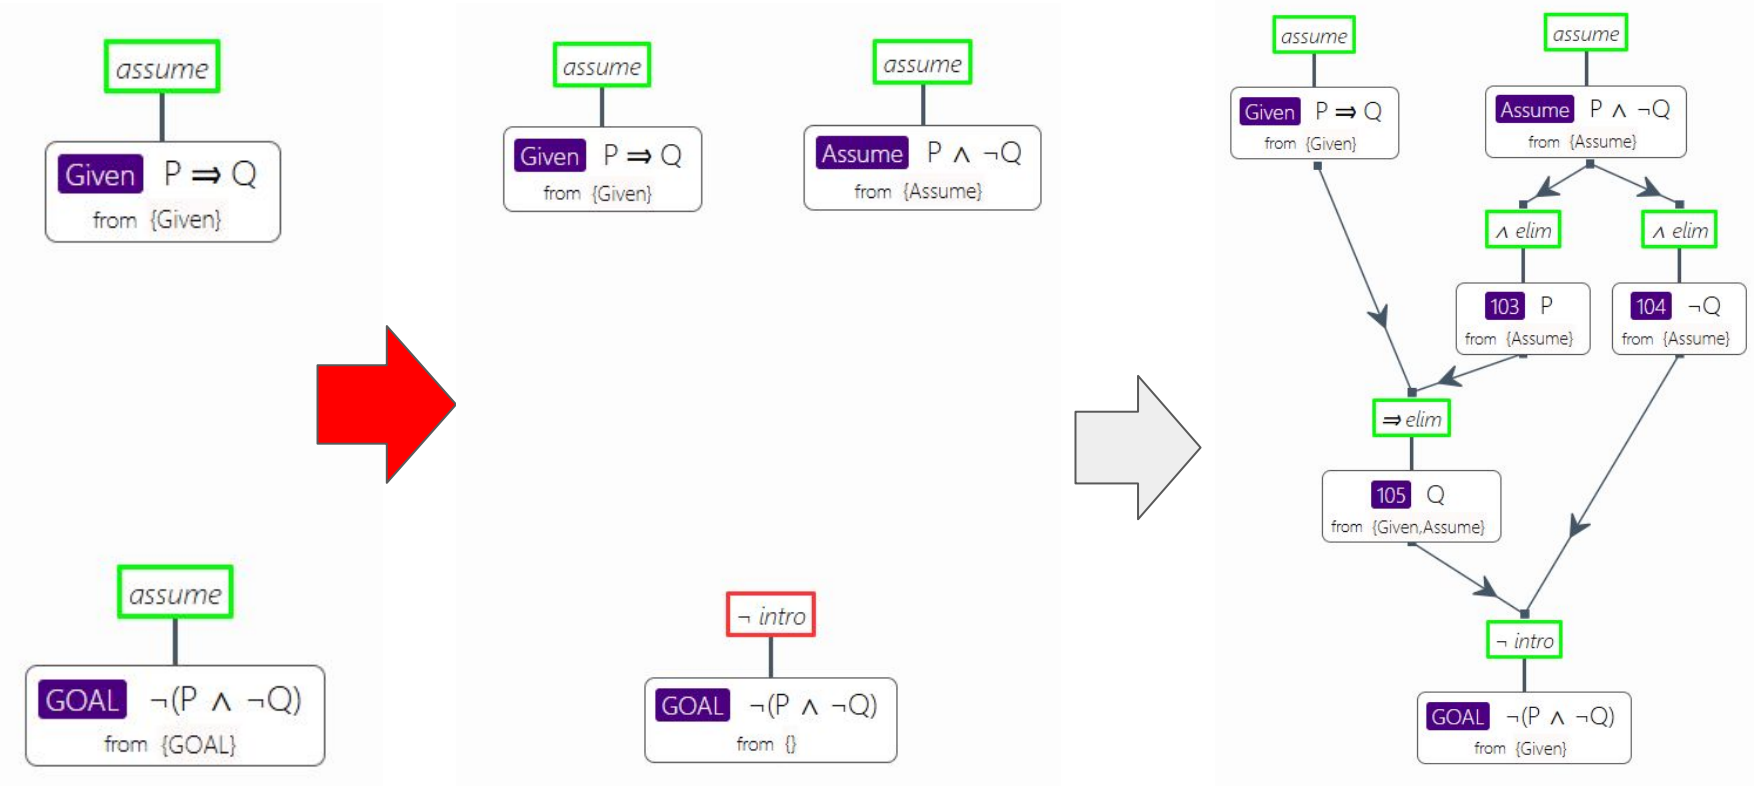 assume
Given P ⇒ Q
from {Given}
assume
GOAL ¬(P ∧ ¬Q)
from {GOAL}
assume
Given P ⇒ Q
from {Given}
assume
Assume P ∧ ¬Q
from {Assume}
¬ intro
GOAL ¬(P ∧ ¬Q)
from {}
assume
Given P ⇒ Q
from {Given}
assume
Assume P ∧ ¬Q
from {Assume}
∧ elim
∧ elim
103 P
from {Assume}
104 ¬Q
from {Assume}
⇒ elim
105 Q
from {Given,Assume}
¬ intro
GOAL ¬(P ∧ ¬Q)
from {Given}